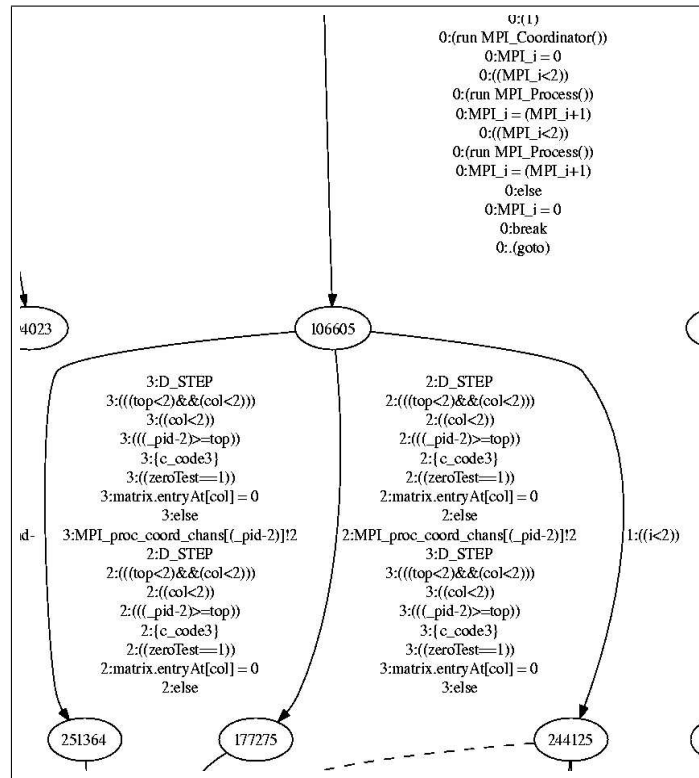 0:(1)
0:(run MPI_Coordinator())
0:MPI_i = 0
0:((MPI_i<2))
0:(run MPI_Process())
0:MPI_i = (MPI_i+1)
0:((MPI_i<2))
0:(run MPI_Process())
0:MPI_i = (MPI_i+1)
0:else
0:MPI_i = 0
0:break
0:.(goto)
4023
106605
3:D_STEP
3:(((top<2)&&(col<2)))
3:((col<2))
3:(((_pid-2)>=top))
3:{c_code3}
3:((zeroTest==1))
3:matrix.entryAt[col] = 0
3:else
3:MPI_proc_coord_chans[(_pid-2)]!2
2:D_STEP
2:(((top<2)&&(col<2)))
2:((col<2))
2:(((_pid-2)>=top))
2:{c_code3}
2:((zeroTest==1))
2:matrix.entryAt[col] = 0
2:else
2:D_STEP
2:(((top<2)&&(col<2)))
2:((col<2))
2:(((_pid-2)>=top))
2:{c_code3}
2:((zeroTest==1))
2:matrix.entryAt[col] = 0
2:else
2:MPI_proc_coord_chans[(_pid-2)]!2
3:D_STEP
3:(((top<2)&&(col<2)))
3:((col<2))
3:(((_pid-2)>=top))
3:{c_code3}
3:((zeroTest==1))
3:matrix.entryAt[col] = 0
3:else
1:((i<2))
251364
177275
244125